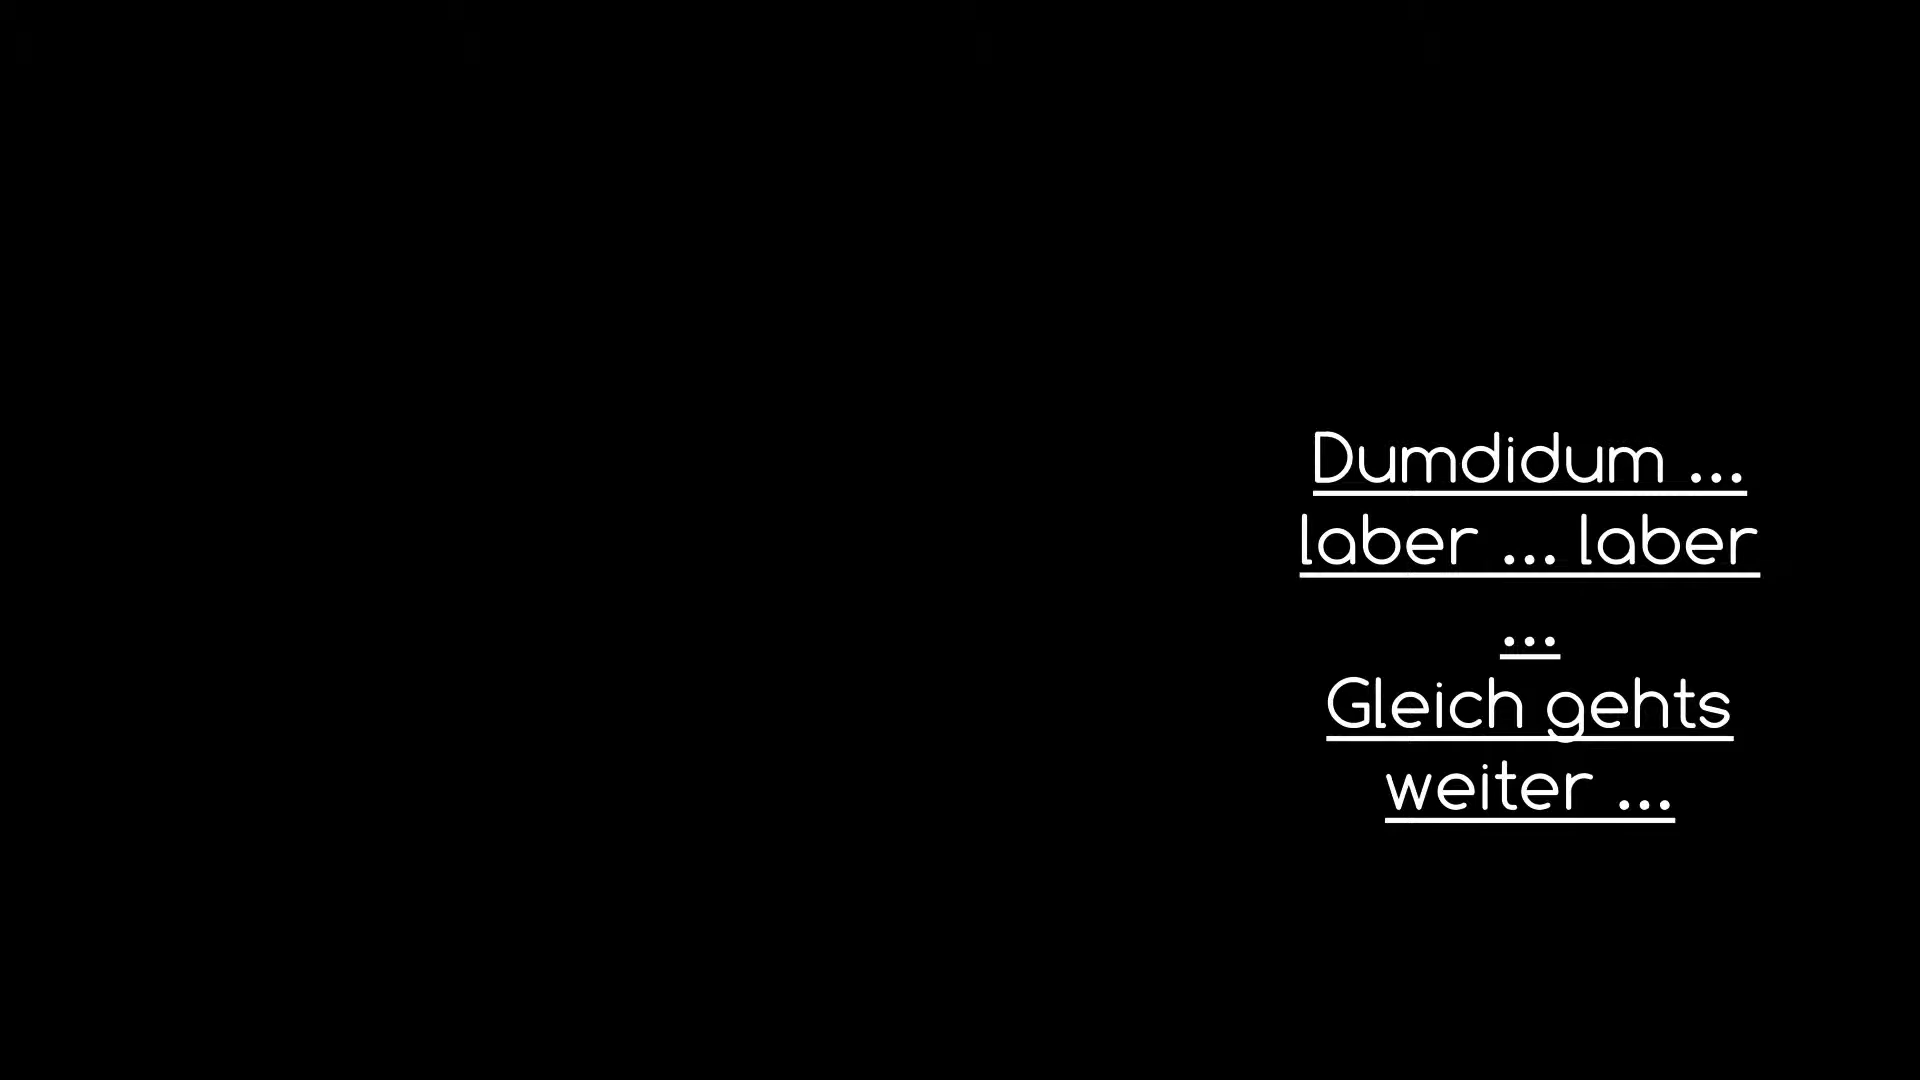 Dumdidum ...
laber ... laber
...
Gleich gehts
weiter ...